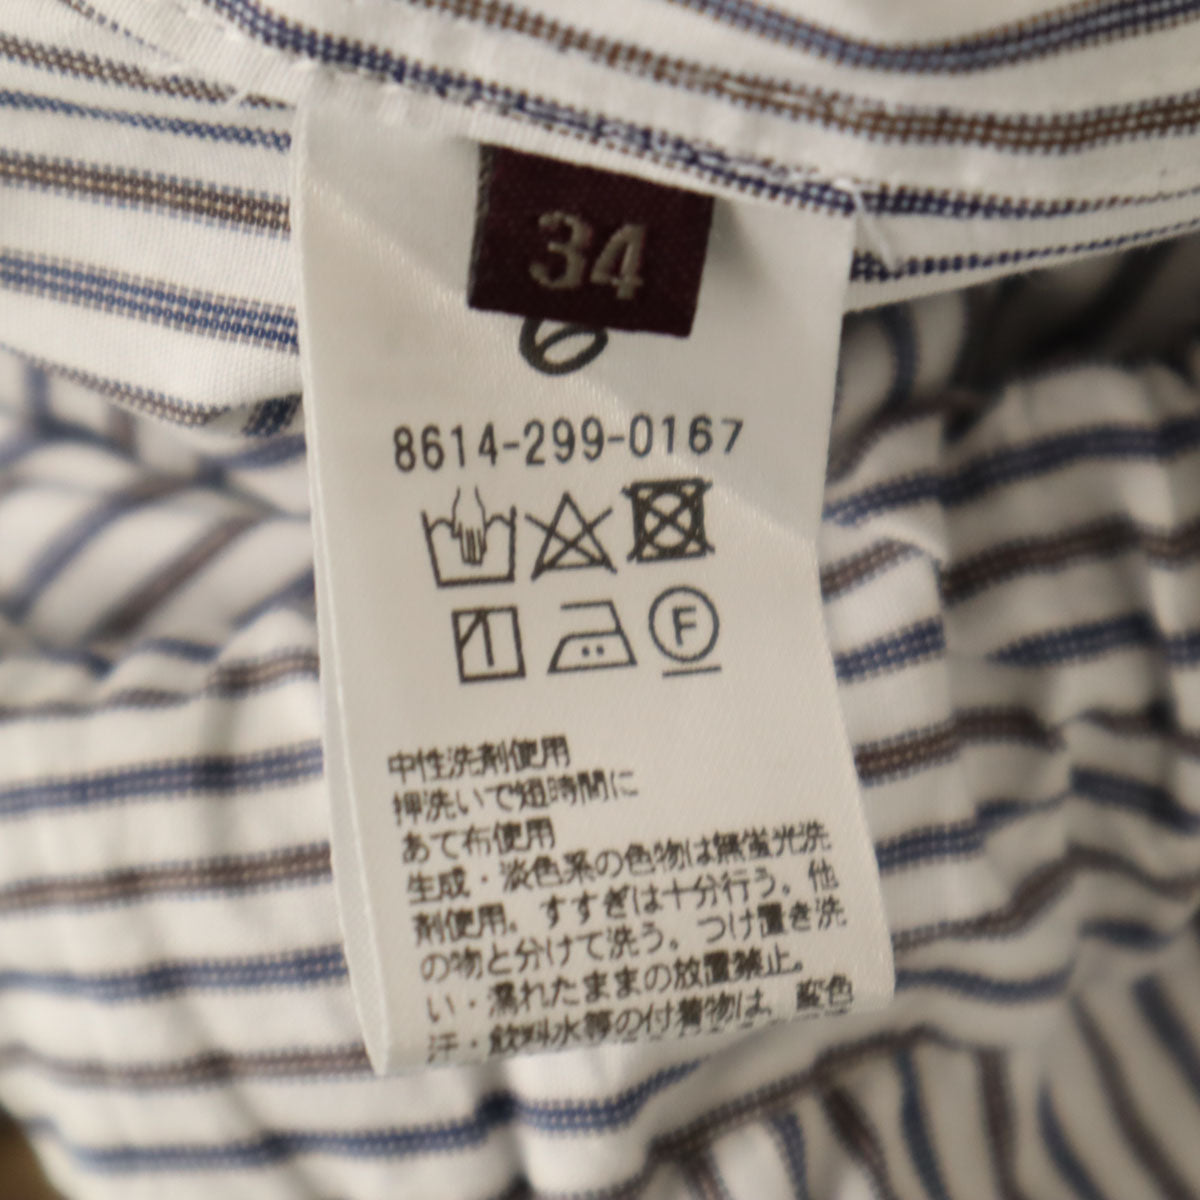 34
6
8614-299-0167
F
中性洗剤使用
押洗いで短時間に
あて布使用
生成・淡色系の色物は無蛍光洗
剤使用。すすぎは十分行う。他
の物と分けて洗う。つけ置き洗
い・濡れたままの放置禁止。
汗・飲料水等の付着物は、変色